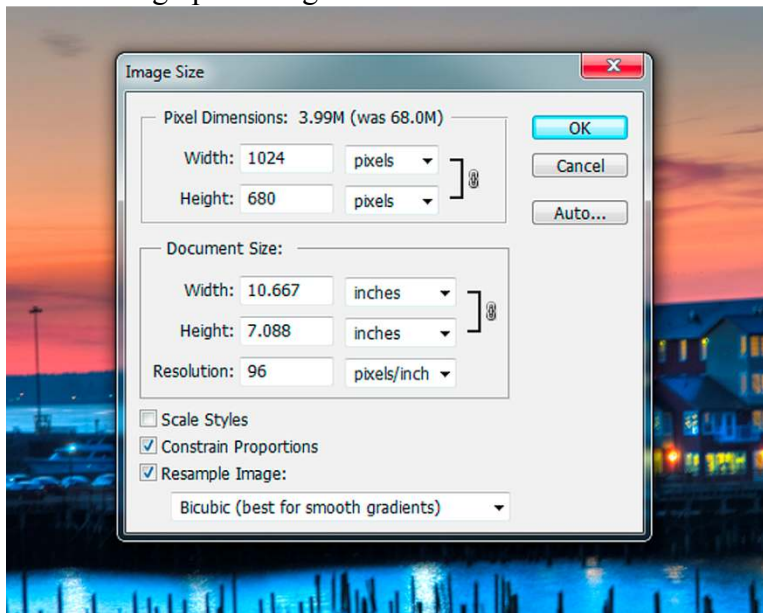 Image Size
Pixel Dimensions: 3.99M (was 68.0M)
OK
Width: 1024 pixels
Cancel
Height: 680 pixels
Auto...
Document Size:
Width: 10.667 inches
Height: 7.088 inches
Resolution: 96 pixels/inch
Scale Styles
Constrain Proportions
Resample Image:
Bicubic (best for smooth gradients)